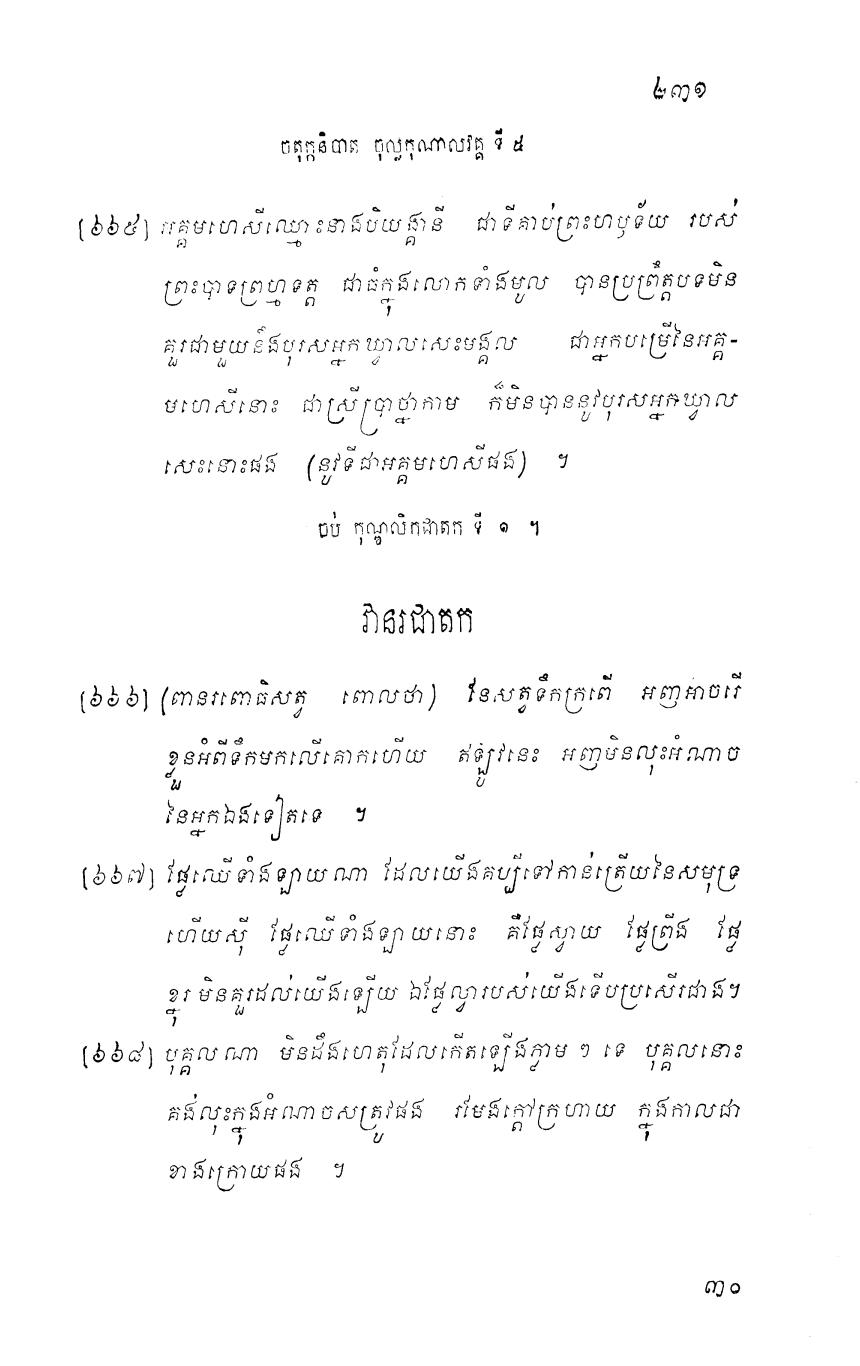 ២៣១
ចតុក្កនិបាត ចុល្លកុណាលវគ្គ ទី ៥
[៦៦៥] អគ្គមហេសីឈ្មោះនាងបិយង្គានី ជាទីគាប់ព្រះហឫទ័យ របស់
ព្រះបាទព្រហ្មទត្ត ជាធំក្នុងលោកទាំងមូល បានប្រព្រឹត្តបទមិន
គួរជាមួយនឹងបុរសអ្នកឃ្វាលសេះមង្គល ជាអ្នកបម្រើនៃអគ្គ-
មហេសីនោះ ជាស្រីប្រាថ្នាកាម ក៏មិនបាននូវបុរសអ្នកឃ្វាល
សេះនោះផង (នូវទីជាអគ្គមហេសីផង) ។
ចប់ កុណ្ឌលិកជាតក ទី ១ ។
វានរជាតក
[៦៦៦] (ពានរពោធិសត្វ ពោលថា) នែសត្វទឹកក្រពើ អញអាចរើ
ខ្លួនអំពីទឹកមកលើគោកហើយ ឥឡូវនេះ អញមិនលុះអំណាច
នៃអ្នកឯងទៀតទេ ។
[៦៦៧] ផ្លែឈើទាំងឡាយណា ដែលយើងគប្បីទៅកាន់ត្រើយនៃសមុទ្រ
ហើយស៊ី ផ្លែឈើទាំងឡាយនោះ គឺផ្លែស្វាយ ផ្លែព្រីង ផ្លែ
ខ្នុរ មិនគួរដល់យើងឡើយ ឯផ្លែល្វារបស់យើងទើបប្រសើរជាង។
[៦៦៨] បុគ្គលណា មិនដឹងហេតុដែលកើតឡើងភ្លាម ៗ ទេ បុគ្គលនោះ
គង់លុះក្នុងអំណាចសត្រូវផង រមែងក្តៅក្រហាយ ក្នុងកាលជា
ខាងក្រោយផង ។
៣០